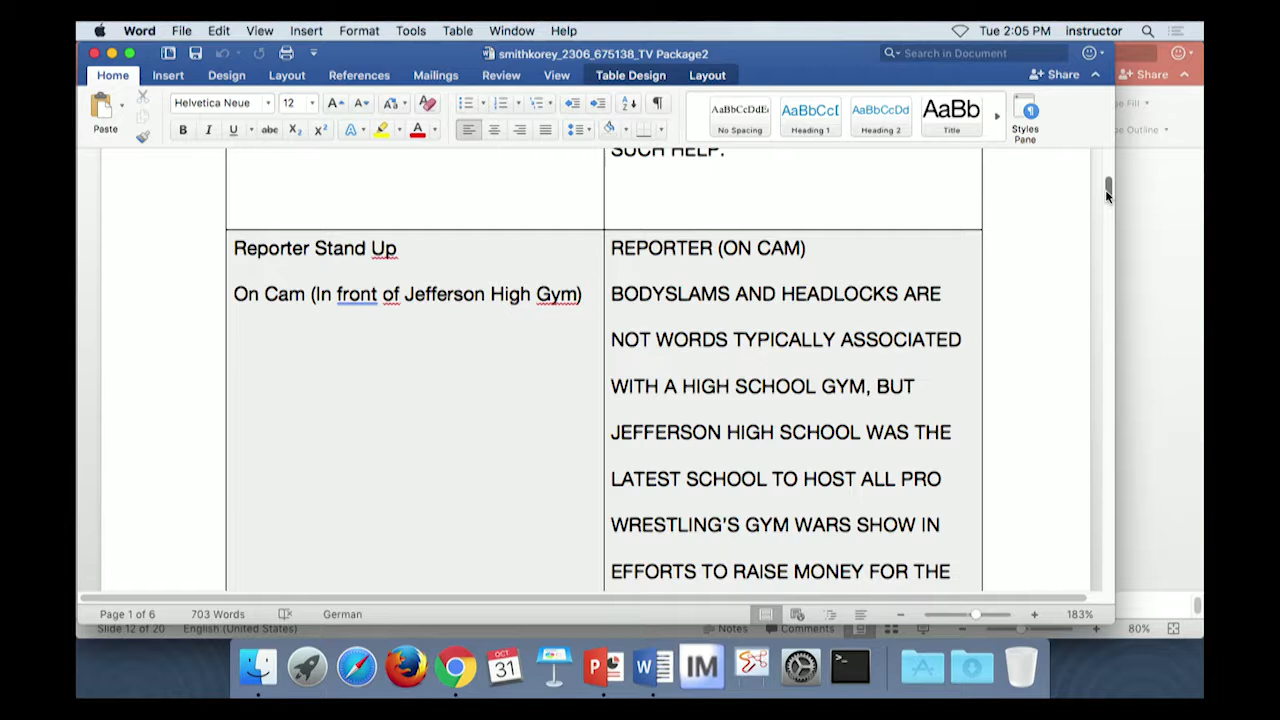 Word File Edit View Insert Format Tools Table Window Help Tue 2:05 PM instructor
smithkorey_2306_675138_TV Package2
Search in Document
Home Insert Design Layout References Mailings Review View Table Design Layout Share
Share
Paste
Helvetica Neue 12
AaBbCcDdEe AaBbCcD AaBbCcDd AaBb
No Spacing Heading 1 Heading 2 Title
Styles Pane
SUCH HELP.
Reporter Stand Up
On Cam (In front of Jefferson High Gym)
REPORTER (ON CAM)
BODYSLAMS AND HEADLOCKS ARE
NOT WORDS TYPICALLY ASSOCIATED
WITH A HIGH SCHOOL GYM, BUT
JEFFERSON HIGH SCHOOL WAS THE
LATEST SCHOOL TO HOST ALL PRO
WRESTLING'S GYM WARS SHOW IN
EFFORTS TO RAISE MONEY FOR THE
Page 1 of 6 703 Words German 183%
Slide 12 of 20 English (United States) Notes Comments 80%
OCT
31
IM